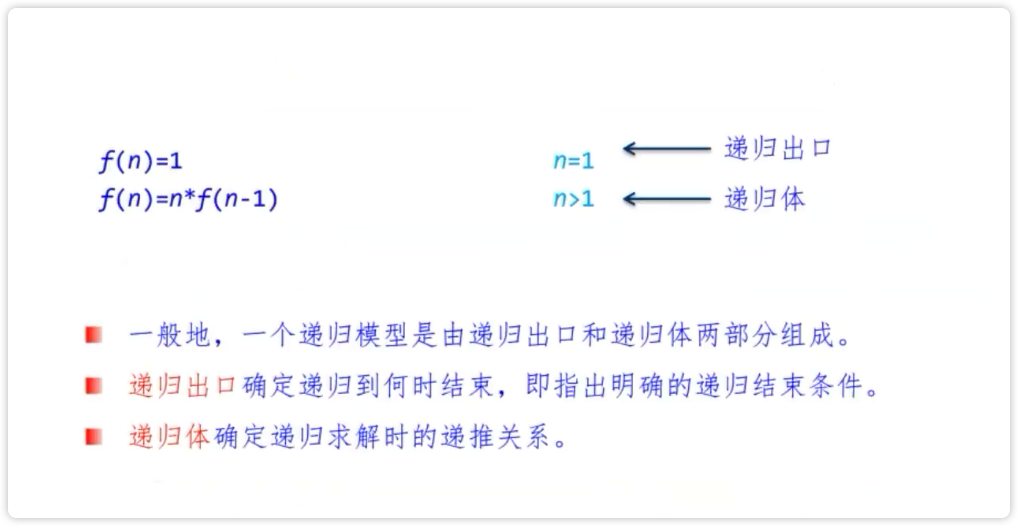 f(n)=1 n=1 递归出口
f(n)=n*f(n-1) n>1 递归体
一般地，一个递归模型是由递归出口和递归体两部分组成。
递归出口确定递归到何时结束，即指出明确的递归结束条件。
递归体确定递归求解时的递推关系。